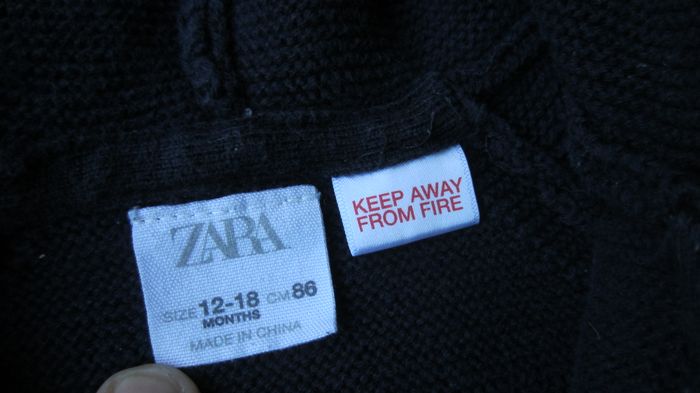 ZARA
SIZE 12-18 CM 86
MONTHS
MADE IN CHINA
KEEP AWAY
FROM FIRE